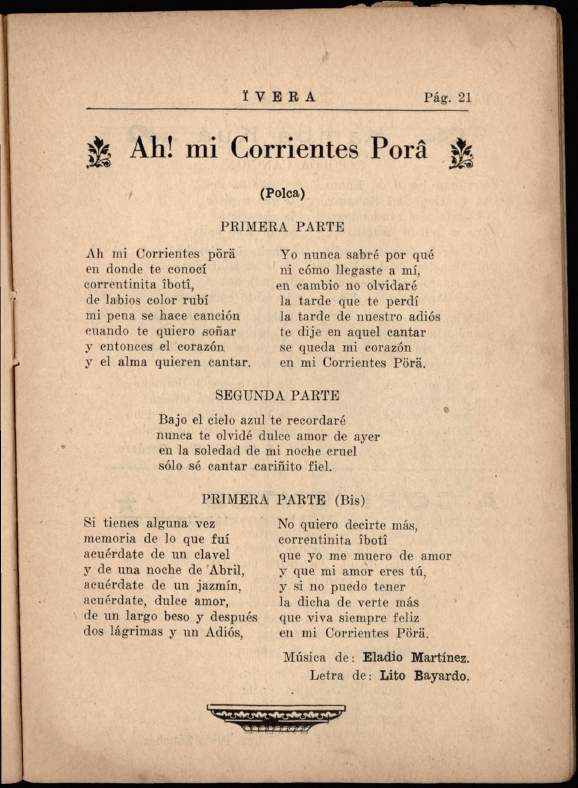 ÏVERA Pág. 21
Ah! mi Corrientes Porâ
(Polca)
PRIMERA PARTE
Ah mi Corrientes pörä
en donde te conocí
correntinita îbotî,
de labios color rubí
mi pena se hace canción
cuando te quiero soñar
y entonces el corazón
y el alma quieren cantar.
Yo nunca sabré por qué
ni cómo llegaste a mí,
en cambio no olvidaré
la tarde que te perdí
la tarde de nuestro adiós
te dije en aquel cantar
se queda mi corazón
en mi Corrientes Pörä.
SEGUNDA PARTE
Bajo el cielo azul te recordaré
nunca te olvidé dulce amor de ayer
en la soledad de mi noche cruel
sólo sé cantar cariñito fiel.
PRIMERA PARTE (Bis)
Si tienes alguna vez
memoria de lo que fuí
acuérdate de un clavel
y de una noche de Abril,
acuérdate de un jazmín,
acuérdate, dulce amor,
de un largo beso y después
dos lágrimas y un Adiós,
No quiero decirte más,
correntinita îbotî
que yo me muero de amor
y que mi amor eres tú,
y si no puedo tener
la dicha de verte más
que viva siempre feliz
en mi Corrientes Pörä.
Música de: Eladio Martínez.
Letra de: Lito Bayardo.